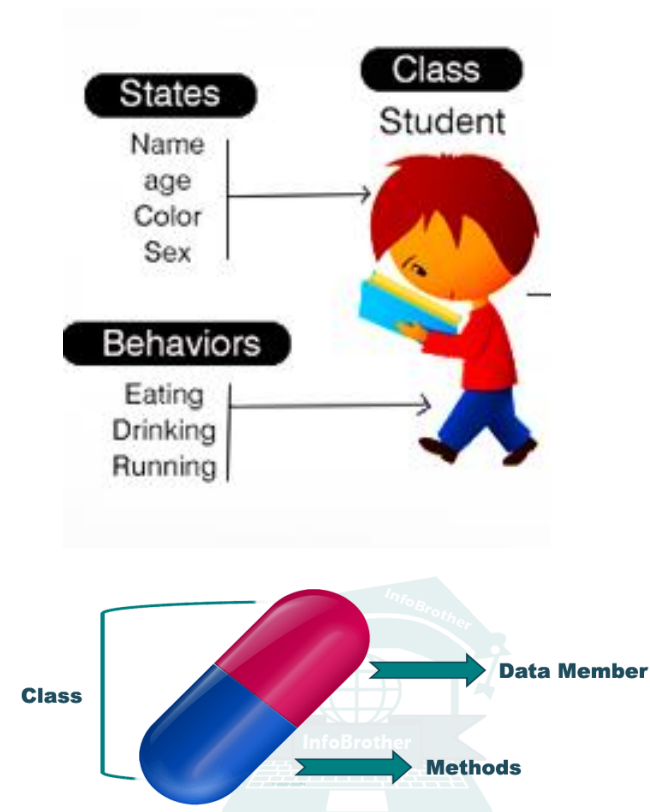 Class
States
Student
Name
age
Color
Sex
Behaviors
Eating
Drinking
Running
InfoBrother
Data Member
Class
InfoBrother
Methods